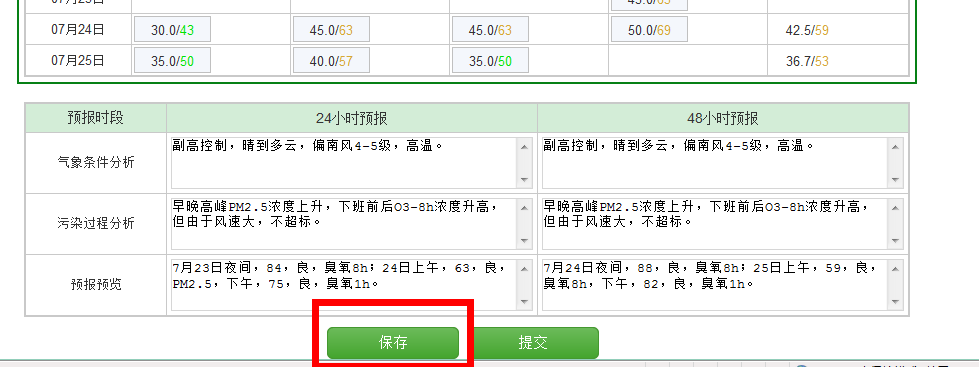 07月24日 30.0/43 45.0/63 45.0/63 50.0/69 42.5/59
07月25日 35.0/50 40.0/57 35.0/50 36.7/53
预报时段 24小时预报 48小时预报
气象条件分析
副高控制，晴到多云，偏南风4-5级，高温。
副高控制，晴到多云，偏南风4-5级，高温。
污染过程分析
早晚高峰PM2.5浓度上升，下班前后O3-8h浓度升高，
但由于风速大，不超标。
早晚高峰PM2.5浓度上升，下班前后O3-8h浓度升高，
但由于风速大，不超标。
预报预览
7月23日夜间，84，良，臭氧8h；24日上午，63，良，
PM2.5，下午，75，良，臭氧1h。
7月24日夜间，88，良，臭氧8h；25日上午，59，良，
臭氧8h，下午，82，良，臭氧1h。
保存 提交